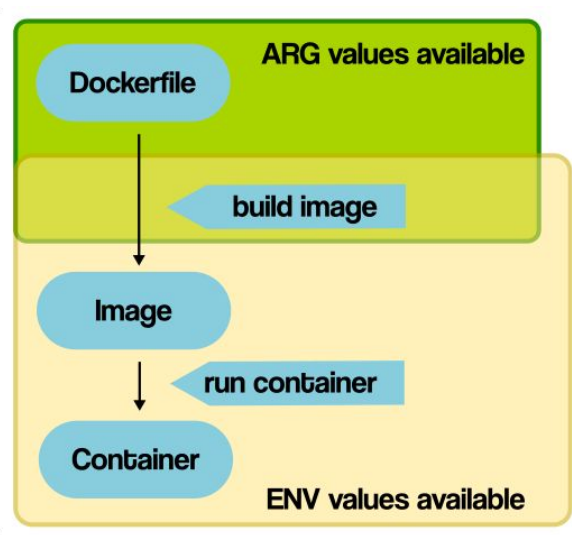 ARG values available
Dockerfile
build image
Image
run container
Container
ENV values available